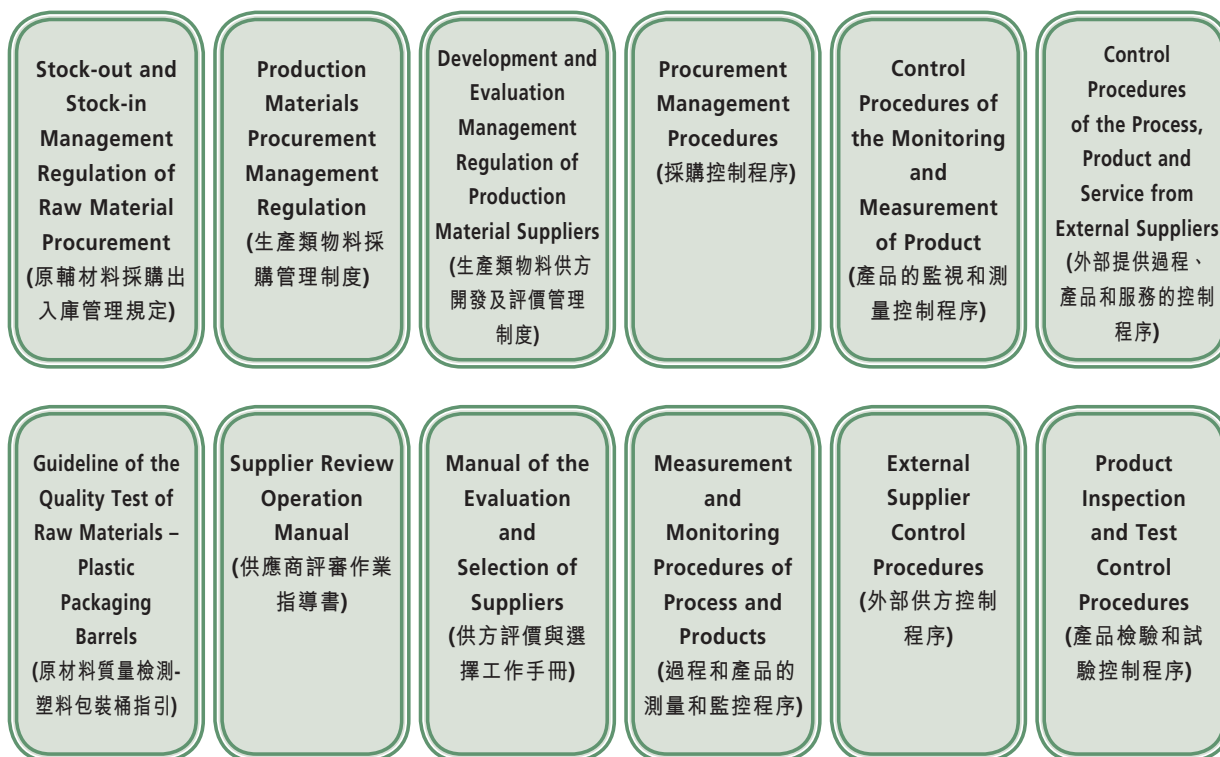 Stock-out and
Stock-in
Management
Regulation of
Raw Material
Procurement
(原輔材料採購出
入庫管理規定)
Production
Materials
Procurement
Management
Regulation
(生產類物料採
購管理制度)
Development and
Evaluation
Management
Regulation of
Production
Material Suppliers
(生產類物料供方
開發及評價管理
制度)
Procurement
Management
Procedures
(採購控制程序)
Control
Procedures of
the Monitoring
and
Measurement
of Product
(產品的監視和測
量控制程序)
Control
Procedures
of the Process,
Product and
Service from
External Suppliers
(外部提供過程、
產品和服務的控制
程序)
Guideline of the
Quality Test of
Raw Materials –
Plastic
Packaging
Barrels
(原材料質量檢測-
塑料包裝桶指引)
Supplier Review
Operation
Manual
(供應商評審作業
指導書)
Manual of the
Evaluation
and
Selection of
Suppliers
(供方評價與選
擇工作手冊)
Measurement
and
Monitoring
Procedures of
Process and
Products
(過程和產品的
測量和監控程序)
External
Supplier
Control
Procedures
(外部供方控制
程序)
Product
Inspection
and Test
Control
Procedures
(產品檢驗和試
驗控制程序)